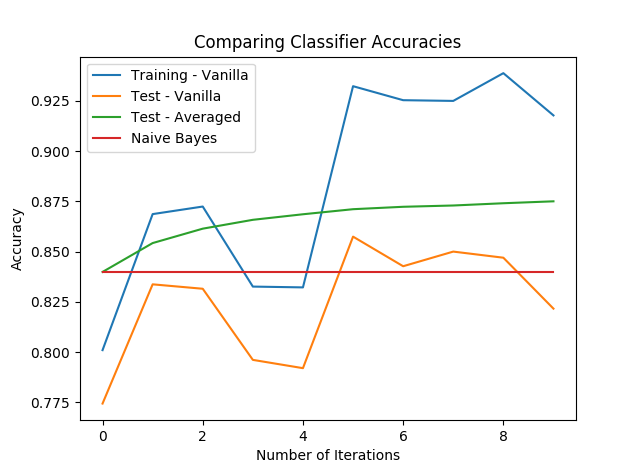 Comparing Classifier Accuracies
Training - Vanilla
Test - Vanilla
Test - Averaged
Naive Bayes
Accuracy
0.925
0.900
0.875
0.850
0.825
0.800
0.775
0 2 4 6 8
Number of Iterations